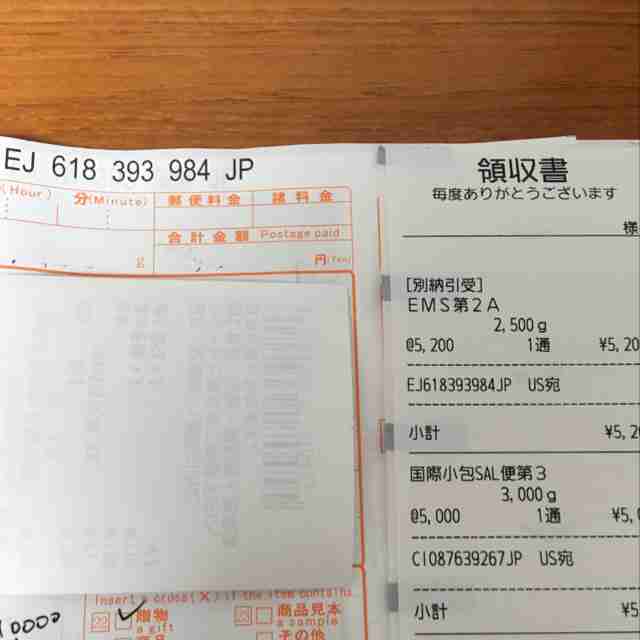 EJ 618 393 984 JP
(Hour) 分(Minute) 郵便料金 諸料金
合計金額 Postage paid
g 円(Yen)
Insert a cross (X) if the item contains
贈物
a gift
商品見本
a sample
その他
10000
領収書
毎度ありがとうございます
様
[別納引受]
EMS第2A
2,500g
@5,200 1通 ¥5,20
EJ618393984JP US宛
小計 ¥5,20
国際小包SAL便第3
3,000g
@5,000 1通 ¥5,0
CI087639267JP US宛
小計 ¥5